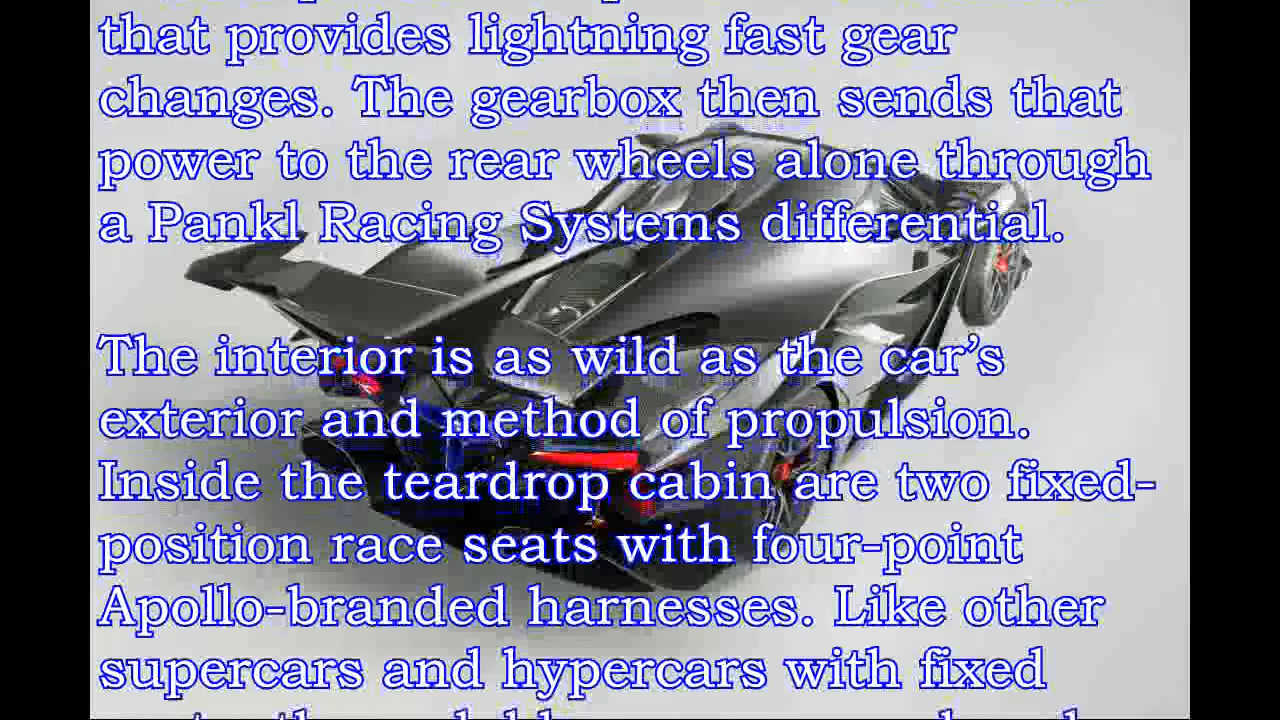 that provides lightning fast gear
changes. The gearbox then sends that
power to the rear wheels alone through
a Pankl Racing Systems differential.
The interior is as wild as the car’s
exterior and method of propulsion.
Inside the teardrop cabin are two fixed-
position race seats with four-point
Apollo-branded harnesses. Like other
supercars and hypercars with fixed